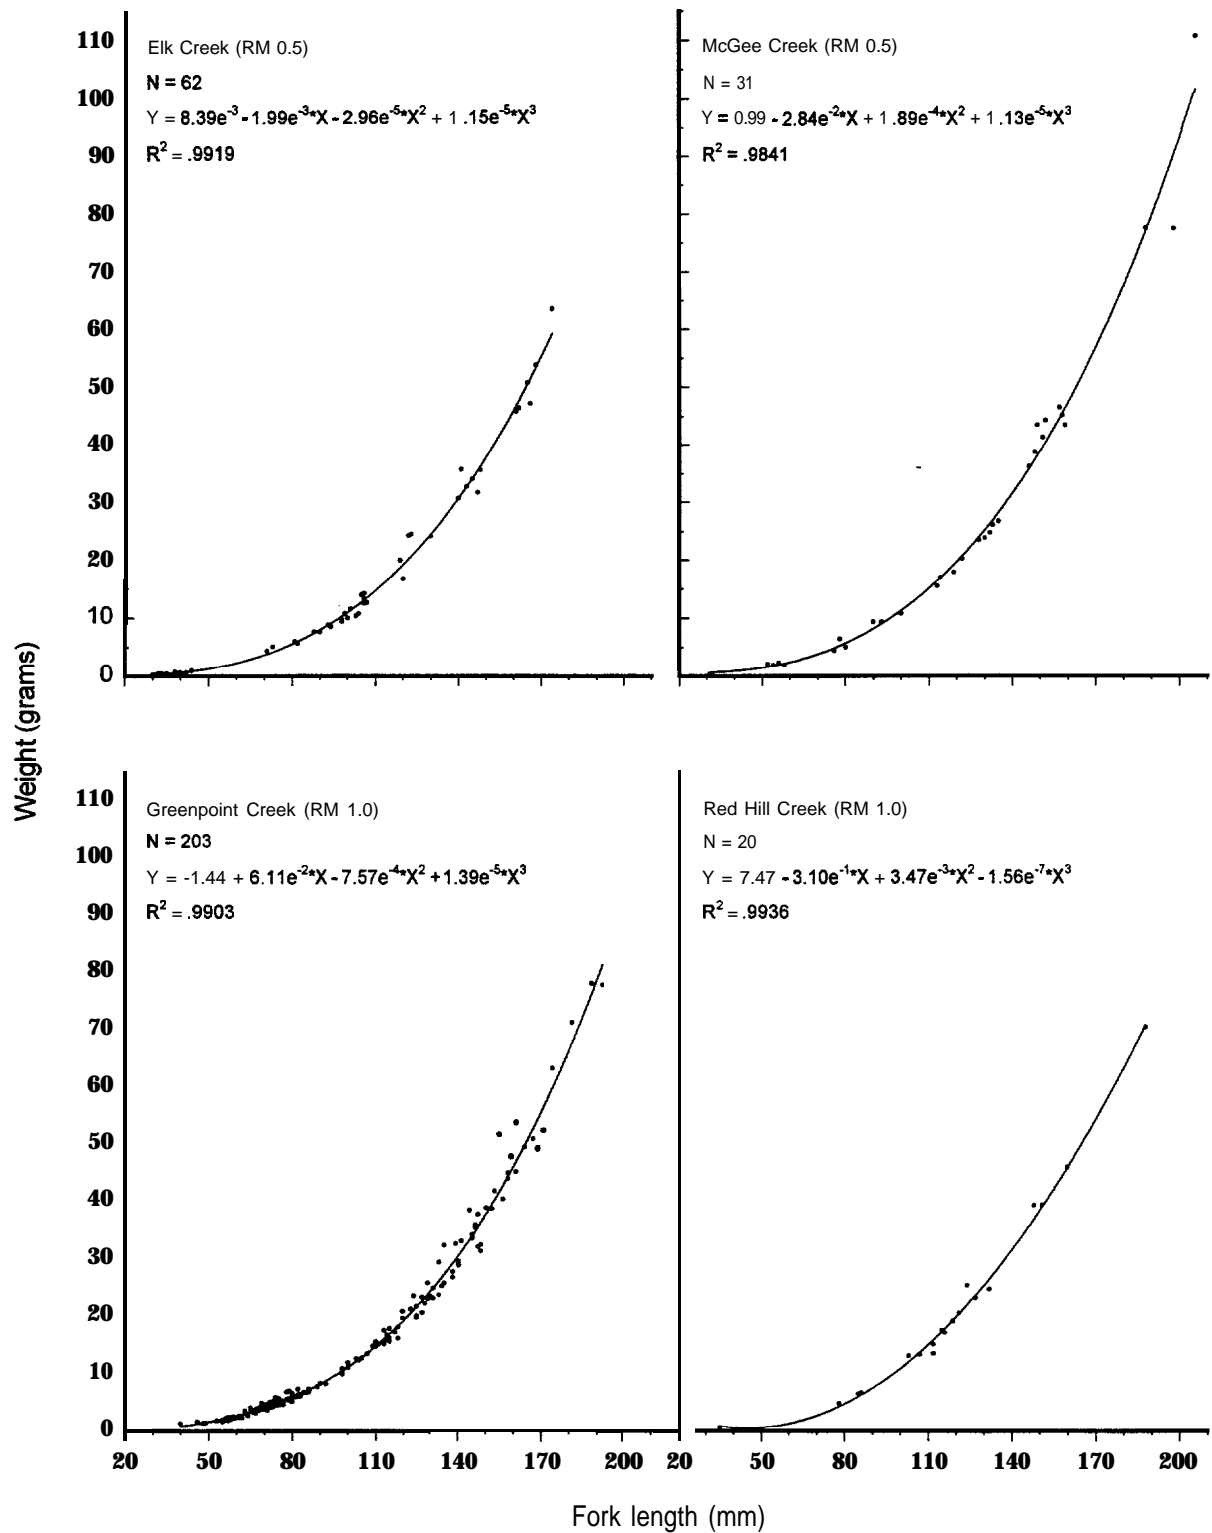 Elk Creek (RM 0.5)
N = 62
Y = 8.39e⁻³ - 1.99e⁻³*X - 2.96e⁻⁵*X² + 1.15e⁻⁵*X³
R² = .9919
110
100
90
80
70
60
50
40
30
20
10
0
McGee Creek (RM 0.5)
N = 31
Y = 0.99 - 2.84e⁻²*X + 1.89e⁻⁴*X² + 1.13e⁻⁵*X³
R² = .9841
Weight (grams)
Greenpoint Creek (RM 1.0)
N = 203
Y = -1.44 + 6.11e⁻²*X - 7.57e⁻⁴*X² + 1.39e⁻⁵*X³
R² = .9903
110
100
90
80
70
60
50
40
30
20
10
0
Red Hill Creek (RM 1.0)
N = 20
Y = 7.47 - 3.10e⁻¹*X + 3.47e⁻³*X² - 1.56e⁻⁷*X³
R² = .9936
20 50 80 110 140 170 200 20 50 80 110 140 170 200
Fork length (mm)